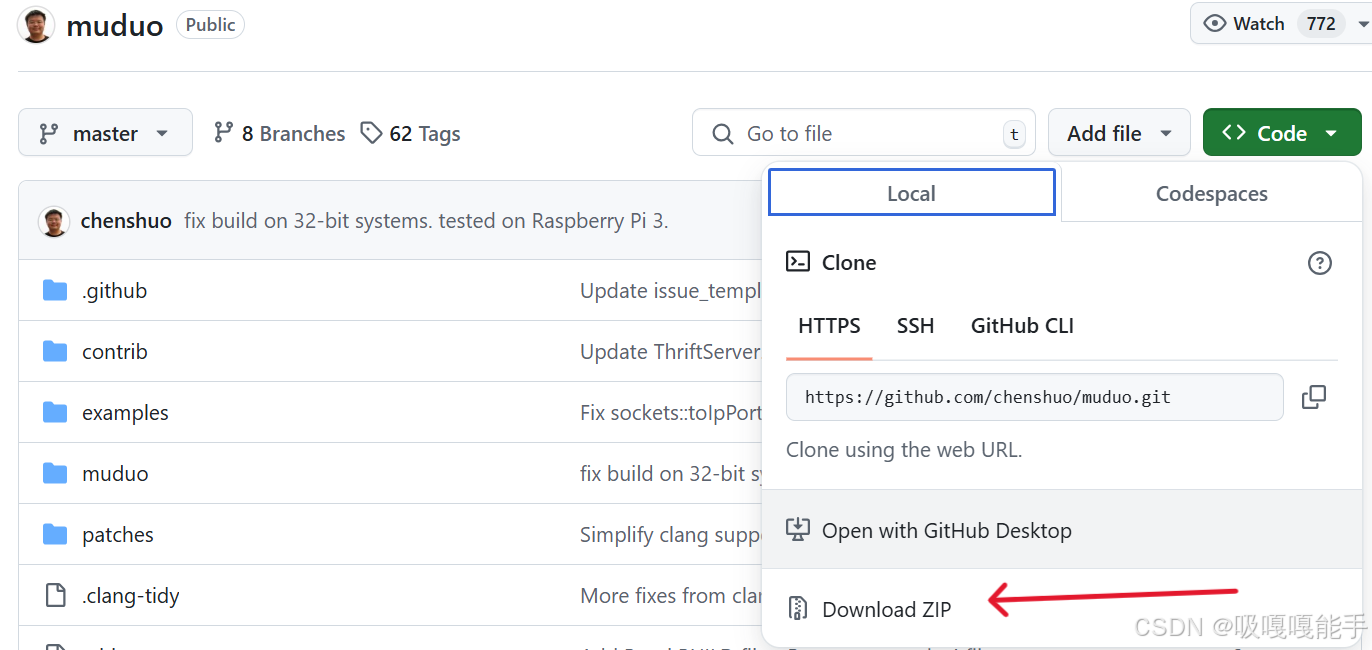 muduo Public Watch 772
master 8 Branches 62 Tags Go to file t Add file Code
Local Codespaces
chenshuo fix build on 32-bit systems. tested on Raspberry Pi 3.
Clone
.github Update issue_templ
HTTPS SSH GitHub CLI
contrib Update ThriftServer
https://github.com/chenshuo/muduo.git
examples Fix sockets::toIpPort
Clone using the web URL.
muduo fix build on 32-bit sy
patches Simplify clang supp
Open with GitHub Desktop
.clang-tidy More fixes from cla
Download ZIP
CSDN @吸嘎嘎能手